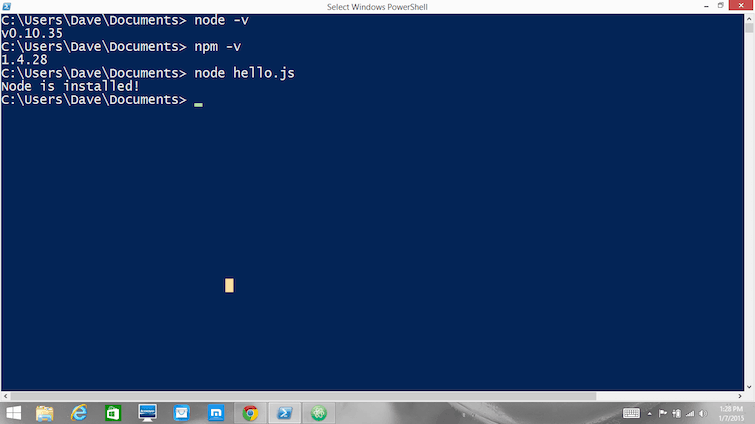 Select Windows PowerShell
C:\Users\Dave\Documents> node -v
v0.10.35
C:\Users\Dave\Documents> npm -v
1.4.28
C:\Users\Dave\Documents> node hello.js
Node is installed!
C:\Users\Dave\Documents>
1:28 PM
1/7/2015